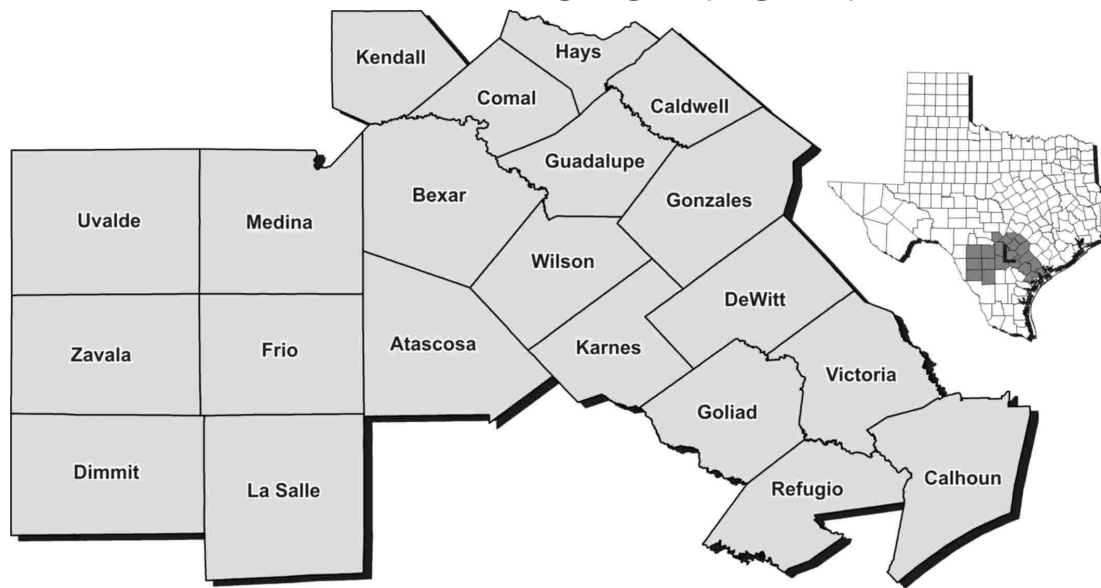 Kendall
Hays
Comal
Caldwell
Guadalupe
Bexar
Gonzales
Uvalde
Medina
Wilson
DeWitt
Zavala
Frio
Atascosa
Karnes
Victoria
Goliad
Dimmit
La Salle
Refugio
Calhoun
L